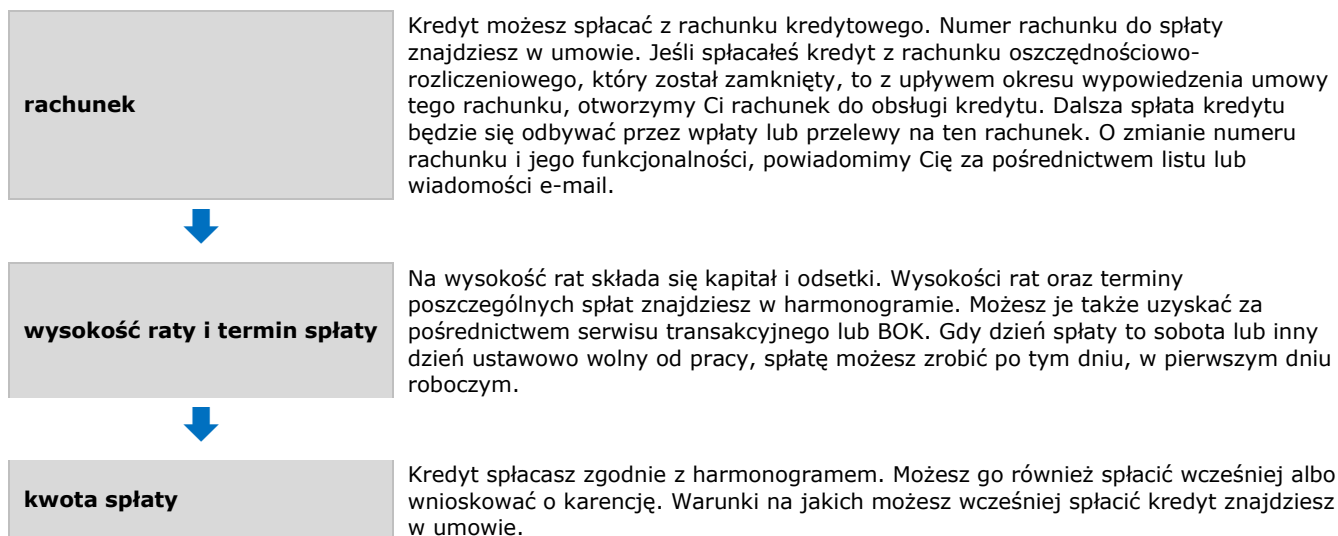 Kredyt możesz spłacać z rachunku kredytowego. Numer rachunku do spłaty
znajdziesz w umowie. Jeśli spłacałeś kredyt z rachunku oszczędnościowo-
rozliczeniowego, który został zamknięty, to z upływem okresu wypowiedzenia umowy
rachunek
tego rachunku, otworzymy Ci rachunek do obsługi kredytu. Dalsza spłata kredytu
będzie się odbywać przez wpłaty lub przelewy na ten rachunek. O zmianie numeru
rachunku i jego funkcjonalności, powiadomimy Cię za pośrednictwem listu lub
wiadomości e-mail.
Na wysokość rat składa się kapitał i odsetki. Wysokości rat oraz terminy
poszczególnych spłat znajdziesz w harmonogramie. Możesz je także uzyskać za
wysokość raty i termin spłaty
pośrednictwem serwisu transakcyjnego lub BOK. Gdy dzień spłaty to sobota lub inny
dzień ustawowo wolny od pracy, spłatę możesz zrobić po tym dniu, w pierwszym dniu
roboczym.
Kredyt spłacasz zgodnie z harmonogramem. Możesz go również spłacić wcześniej albo
kwota spłaty
wnioskować o karencję. Warunki na jakich możesz wcześniej spłacić kredyt znajdziesz
w umowie.